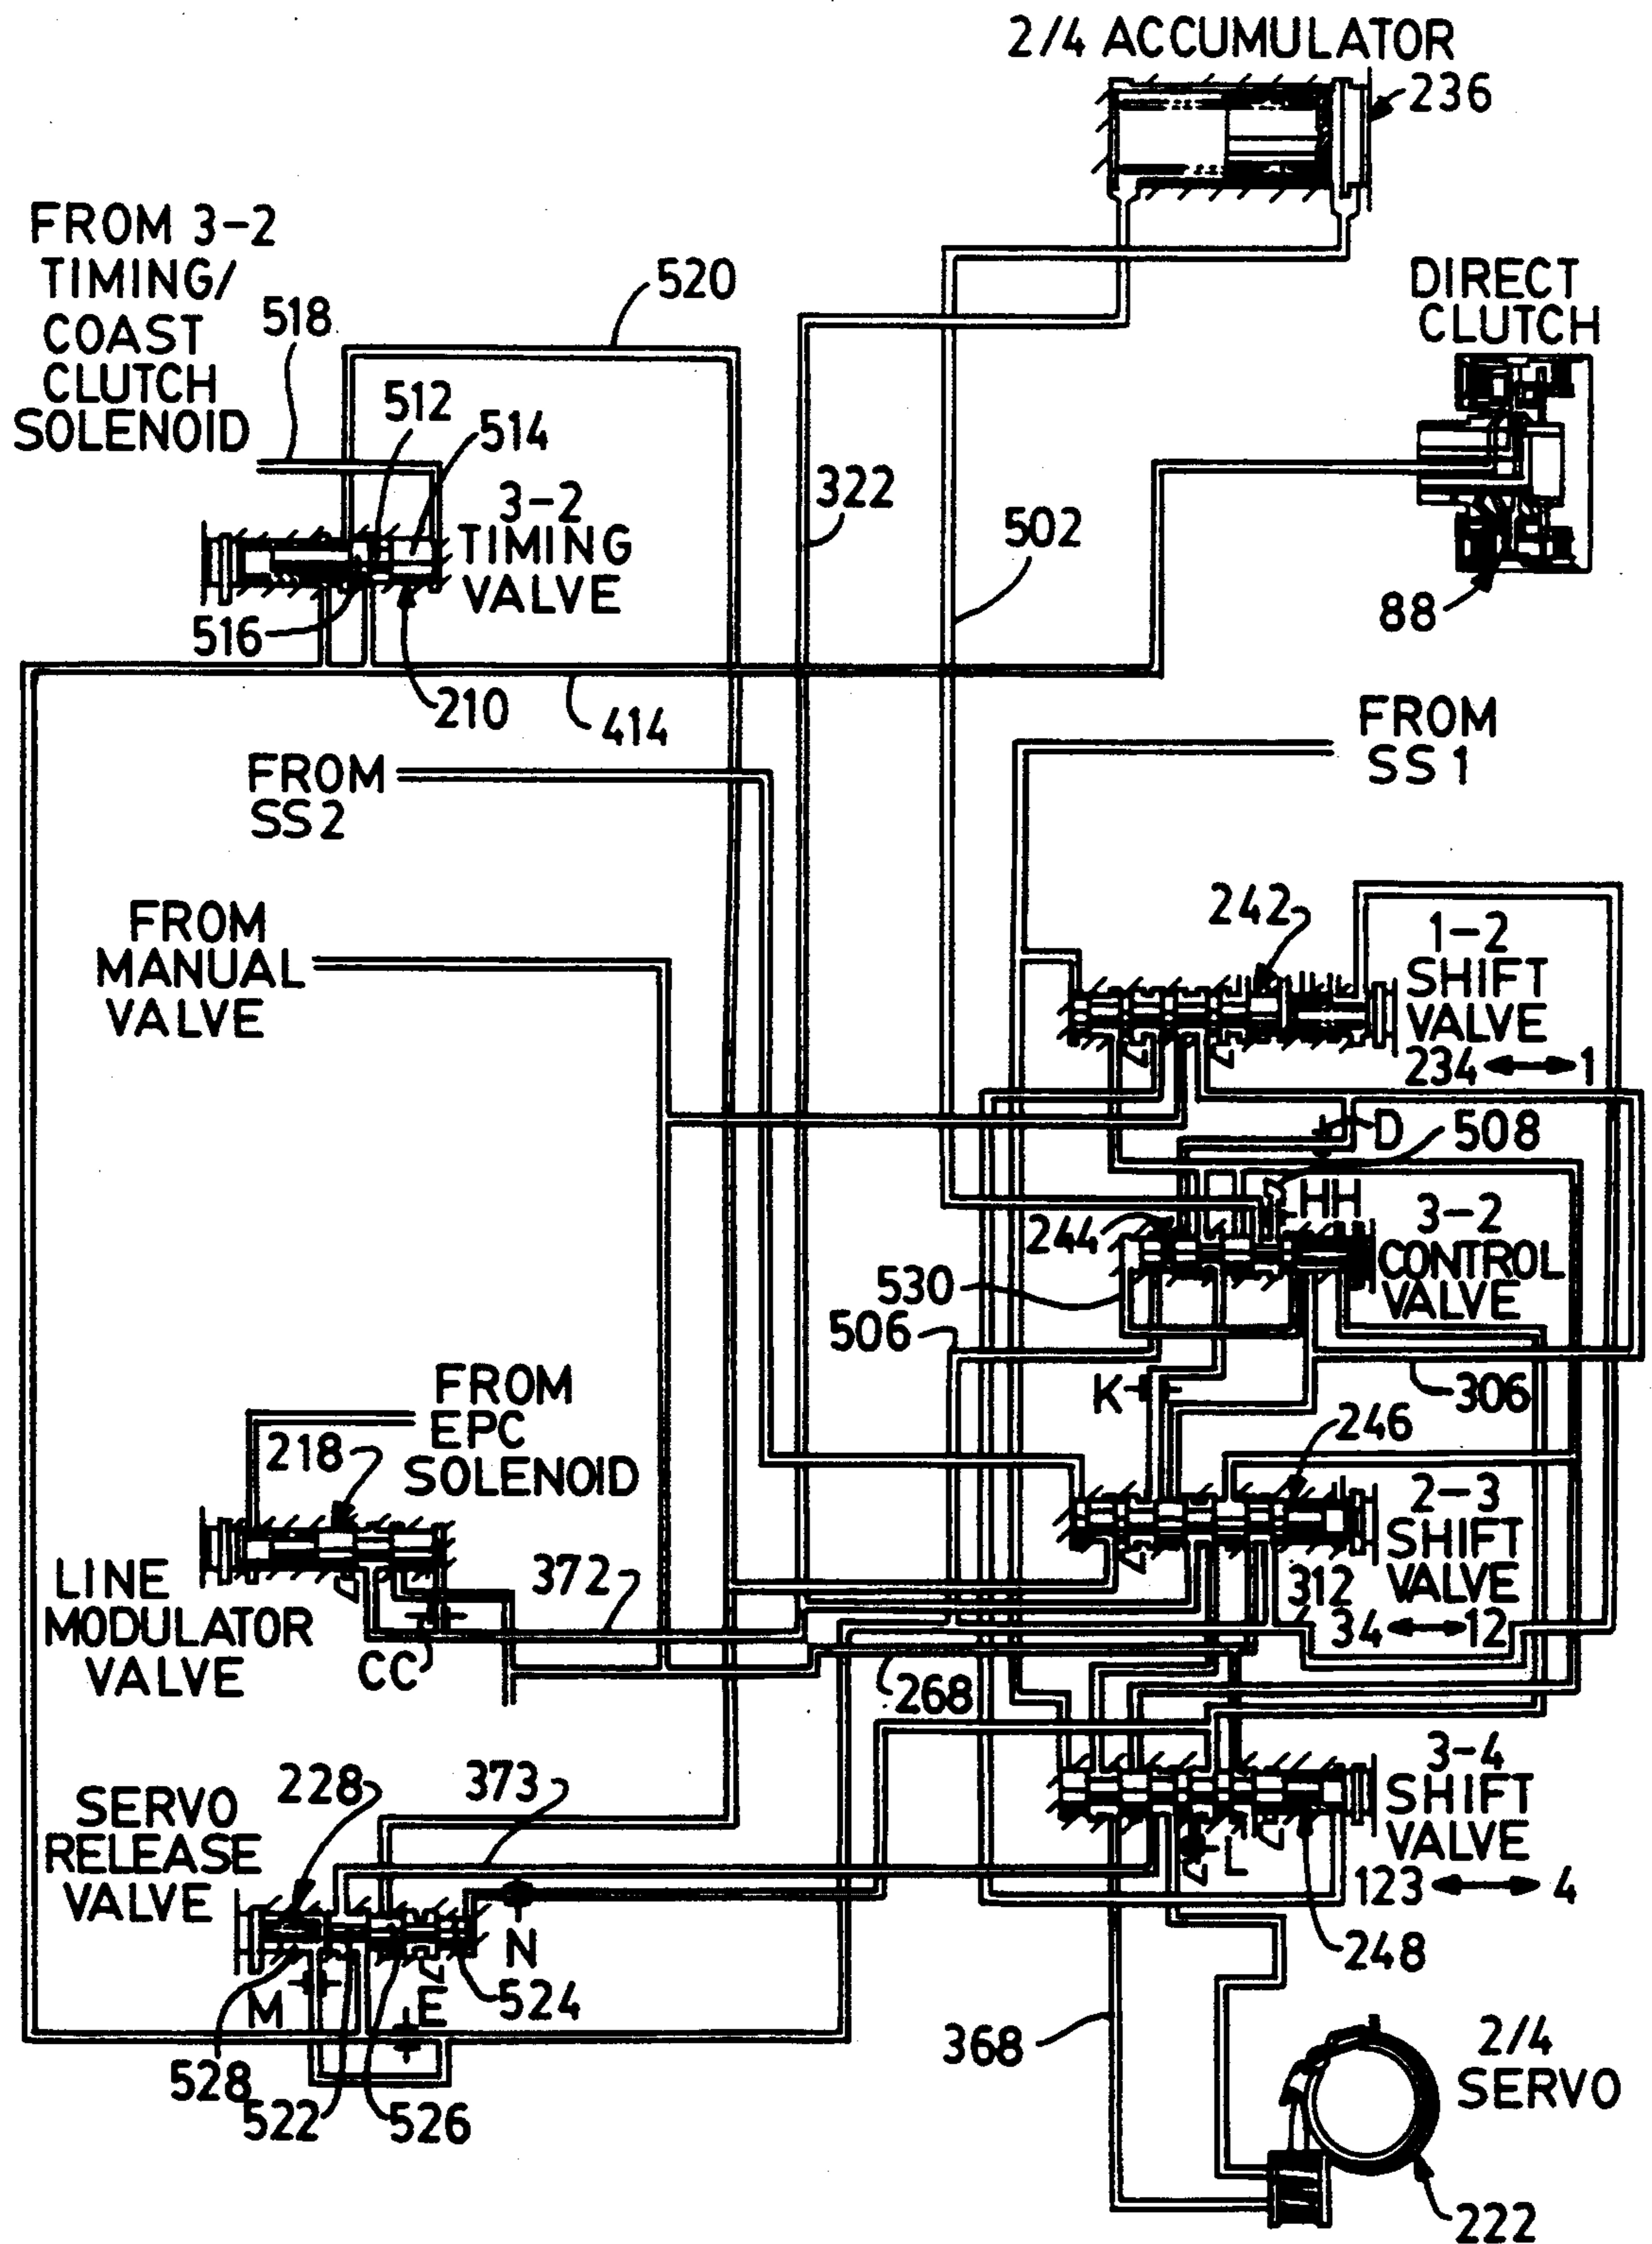 2/4 ACCUMULATOR
236
FROM 3-2
TIMING/
COAST
CLUTCH
SOLENOID
518
520
512
514
DIRECT
CLUTCH
3-2
TIMING
VALVE
322
502
88
516
210
414
FROM
SS2
FROM
SS1
FROM
MANUAL
VALVE
242
1-2
SHIFT
VALVE
234 1
D
508
HH
244
3-2
CONTROL
VALVE
530
506
K
306
FROM
EPC
SOLENOID
218
246
2-3
SHIFT
VALVE
312
34 12
LINE
MODULATOR
VALVE
372
CC
268
SERVO
RELEASE
VALVE
228
373
3-4
SHIFT
VALVE
123 4
L
248
N
M
E
524
528
522
526
368
2/4
SERVO
222